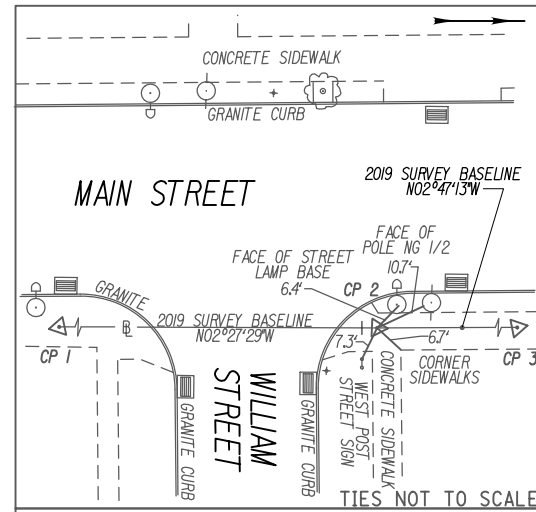 CONCRETE SIDEWALK
GRANITE CURB
MAIN STREET
2019 SURVEY BASELINE
N02°47'13"W
FACE OF STREET
LAMP BASE
6.4'
FACE OF
POLE NG 1/2
10.7'
CP 2
GRANITE
2019 SURVEY BASELINE
N02°27'29"W
CP 1
7.3'
6.7'
CP 3
CORNER
SIDEWALKS
WILLIAM
STREET
GRANITE CURB
GRANITE CURB
WEST POST
STREET SIGN
CONCRETE SIDEWALK
TIES NOT TO SCALE